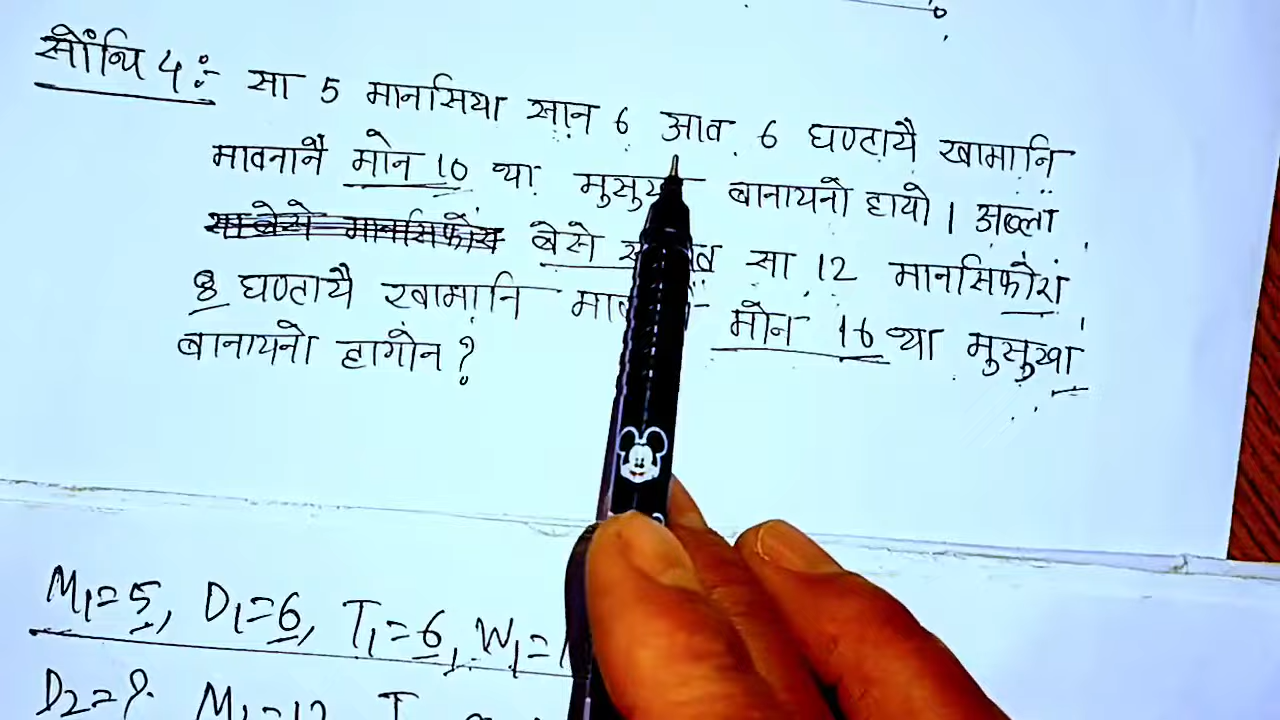 सोंथि 4:- सा 5 मानसिया सान 6 आव 6 घण्टायै खामानि
मावनानै मोन 10 था बानायनो हायो। अब्ला
बेसे सा 12 मानसिफोरां
8 घण्टायै खामानि मोन 16 था मुसुखा
बानायनो हागोन?
M₁=5, D₁=6, T₁=6, W₁=1
D₂=?